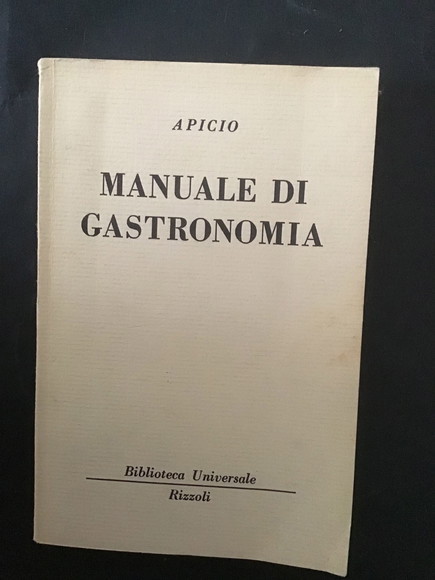 APICIO
MANUALE DI
GASTRONOMIA
Biblioteca Universale
Rizzoli